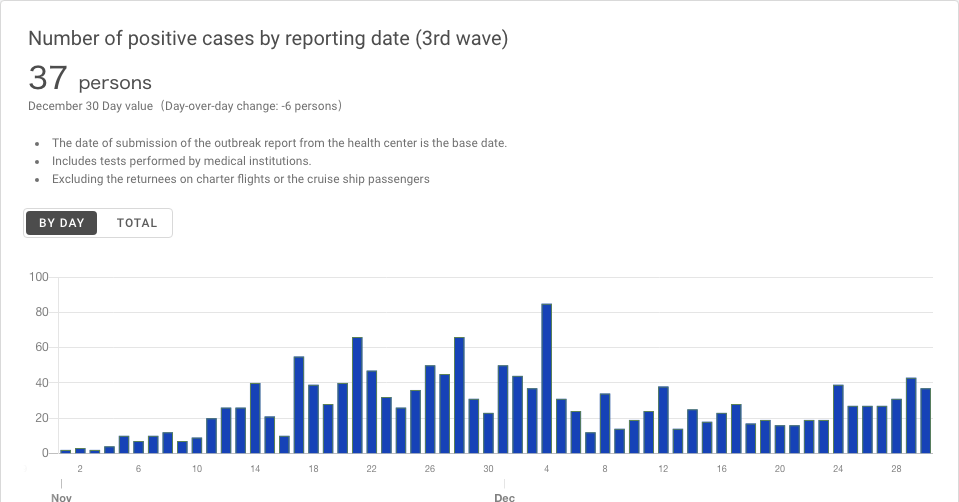 Number of positive cases by reporting date (3rd wave)
37 persons
December 30 Day value（Day-over-day change: -6 persons）
The date of submission of the outbreak report from the health center is the base date.
Includes tests performed by medical institutions.
Excluding the returnees on charter flights or the cruise ship passengers
BY DAY TOTAL
100
80
60
40
20
0
2 6 10 14 18 22 26 30 4 8 12 16 20 24 28
Nov Dec